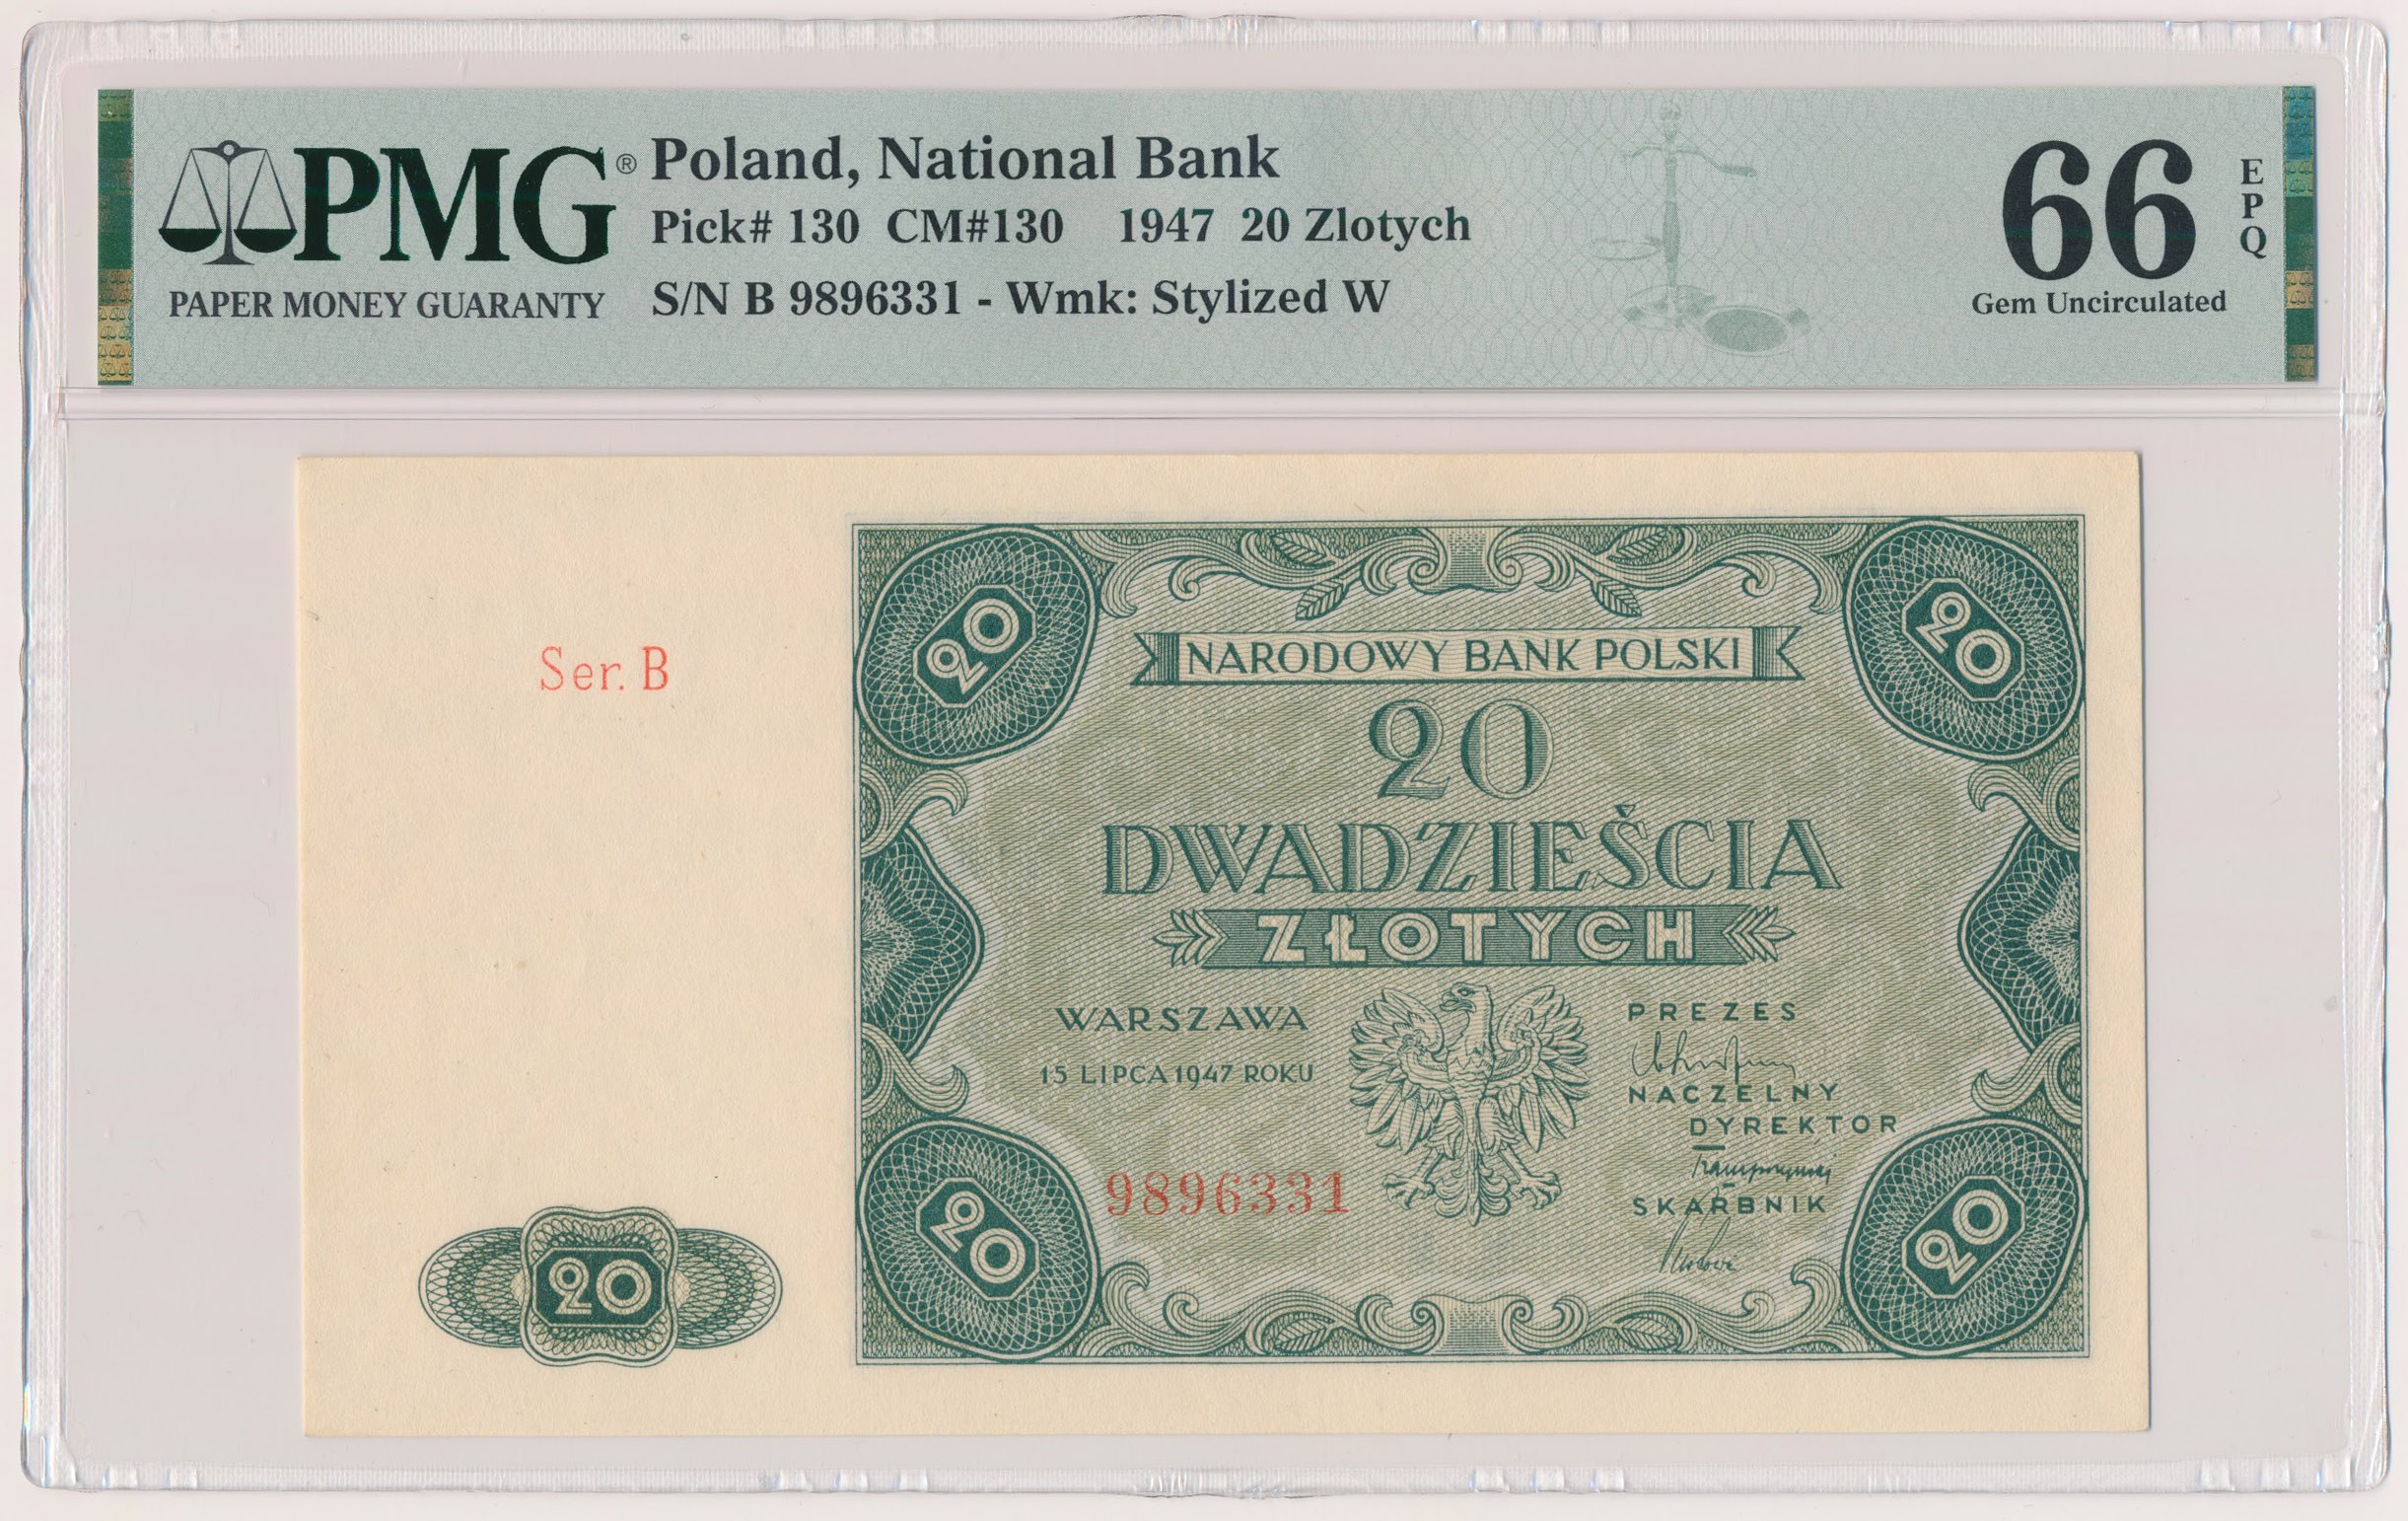 PMG®
PAPER MONEY GUARANTY
Poland, National Bank
Pick# 130 CM#130 1947 20 Zlotych
S/N B 9896331 - Wmk: Stylized W
66
EPQ
Gem Uncirculated
Ser. B
20
20
NARODOWY BANK POLSKI
20
DWADZIEŚCIA
ZŁOTYCH
WARSZAWA
15 LIPCA 1947 ROKU
PREZES
NACZELNY
DYREKTOR
SKARBNIK
9896331
20
20
20